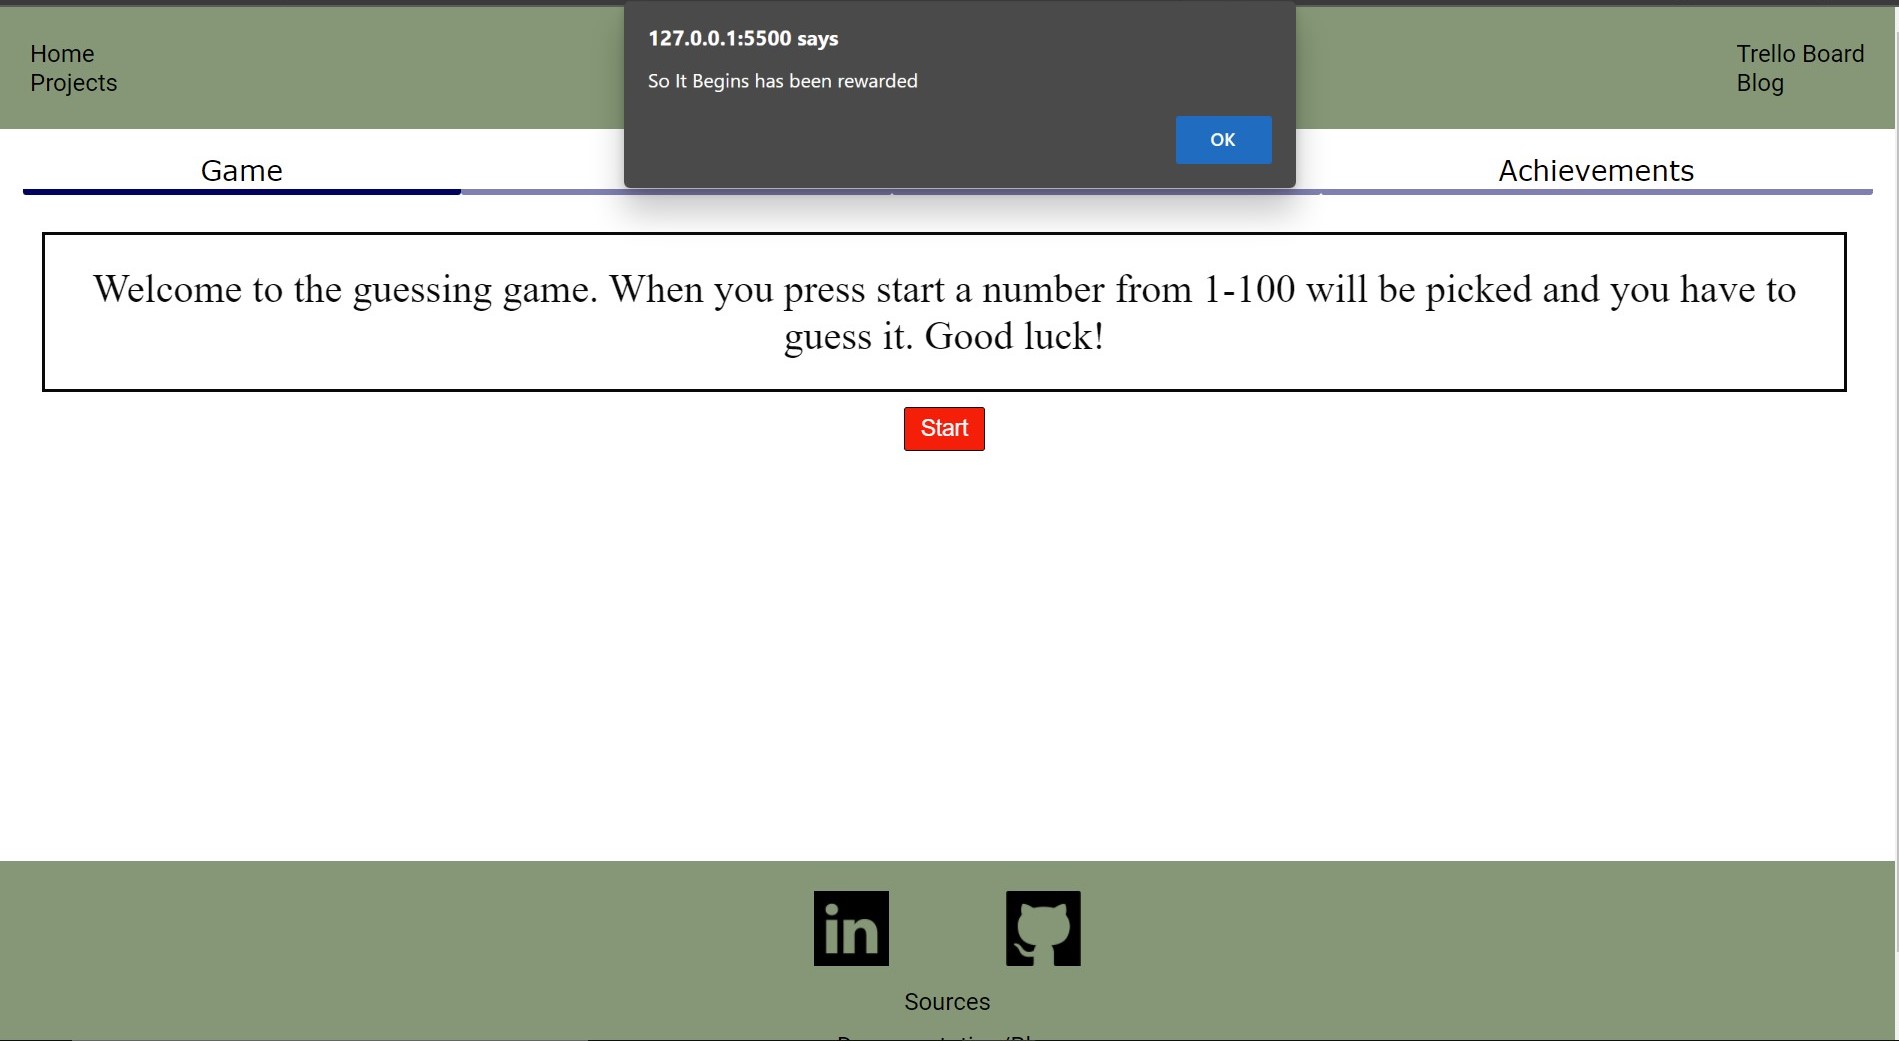 127.0.0.1:5500 says
So It Begins has been rewarded
OK
Home
Projects
Trello Board
Blog
Game
Achievements
Welcome to the guessing game. When you press start a number from 1-100 will be picked and you have to
guess it. Good luck!
Start
in
Sources